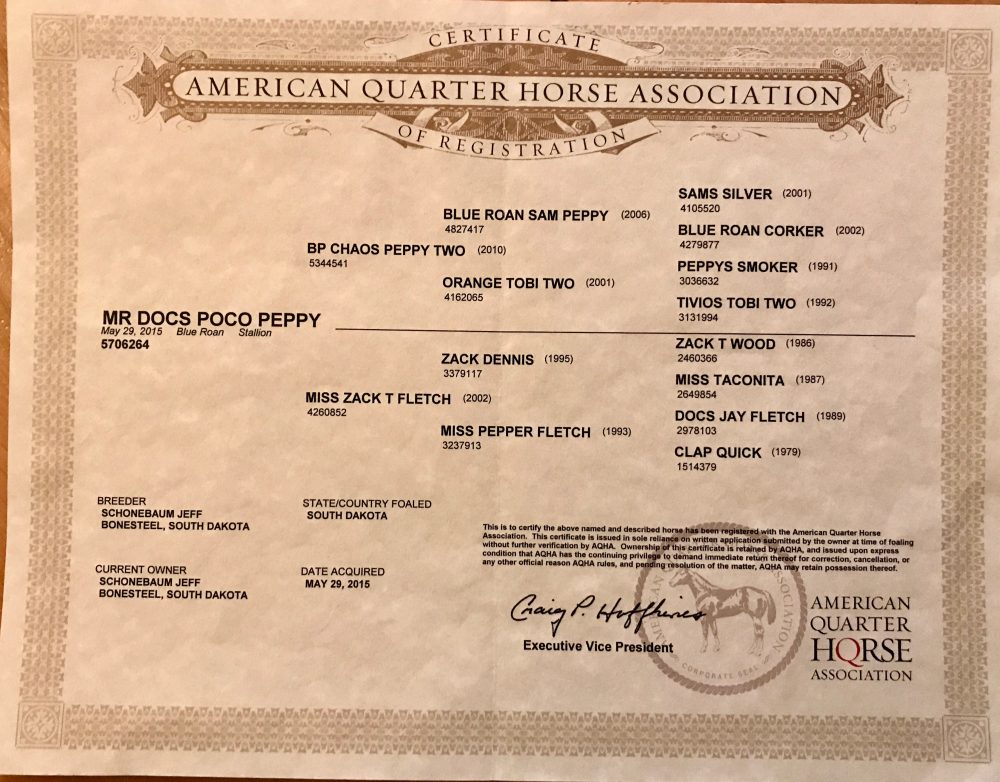 CERTIFICATE
AMERICAN QUARTER HORSE ASSOCIATION
OF REGISTRATION
SAMS SILVER (2001)
4105520
BLUE ROAN SAM PEPPY (2006)
4827417
BLUE ROAN CORKER (2002)
4279877
BP CHAOS PEPPY TWO (2010)
5344541
PEPPYS SMOKER (1991)
3036632
ORANGE TOBI TWO (2001)
4162065
TIVIOS TOBI TWO (1992)
3131994
MR DOCS POCO PEPPY
May 29, 2015 Blue Roan Stallion
5706264
ZACK T WOOD (1986)
2460366
ZACK DENNIS (1995)
3379117
MISS TACONITA (1987)
2649854
MISS ZACK T FLETCH (2002)
4260852
DOCS JAY FLETCH (1989)
2978103
MISS PEPPER FLETCH (1993)
3237913
CLAP QUICK (1979)
1514379
BREEDER
SCHONEBAUM JEFF
BONESTEEL, SOUTH DAKOTA
STATE/COUNTRY FOALED
SOUTH DAKOTA
CURRENT OWNER
SCHONEBAUM JEFF
BONESTEEL, SOUTH DAKOTA
DATE ACQUIRED
MAY 29, 2015
This is to certify the above named and described horse has been registered with the American Quarter Horse
Association. This certificate is issued in sole reliance on written application submitted by the owner at time of foaling
without further verification by AQHA. Ownership of this certificate is retained by AQHA, and issued upon express
condition that AQHA has the continuing privilege to demand immediate return thereof for correction, cancellation, or
any other official reason AQHA rules, and pending resolution of the matter, AQHA may retain possession thereof.
Craig P. Huffhines
Executive Vice President
ASSOCIATION
CORPORATE SEAL
AMERICAN
QUARTER
HORSE
ASSOCIATION